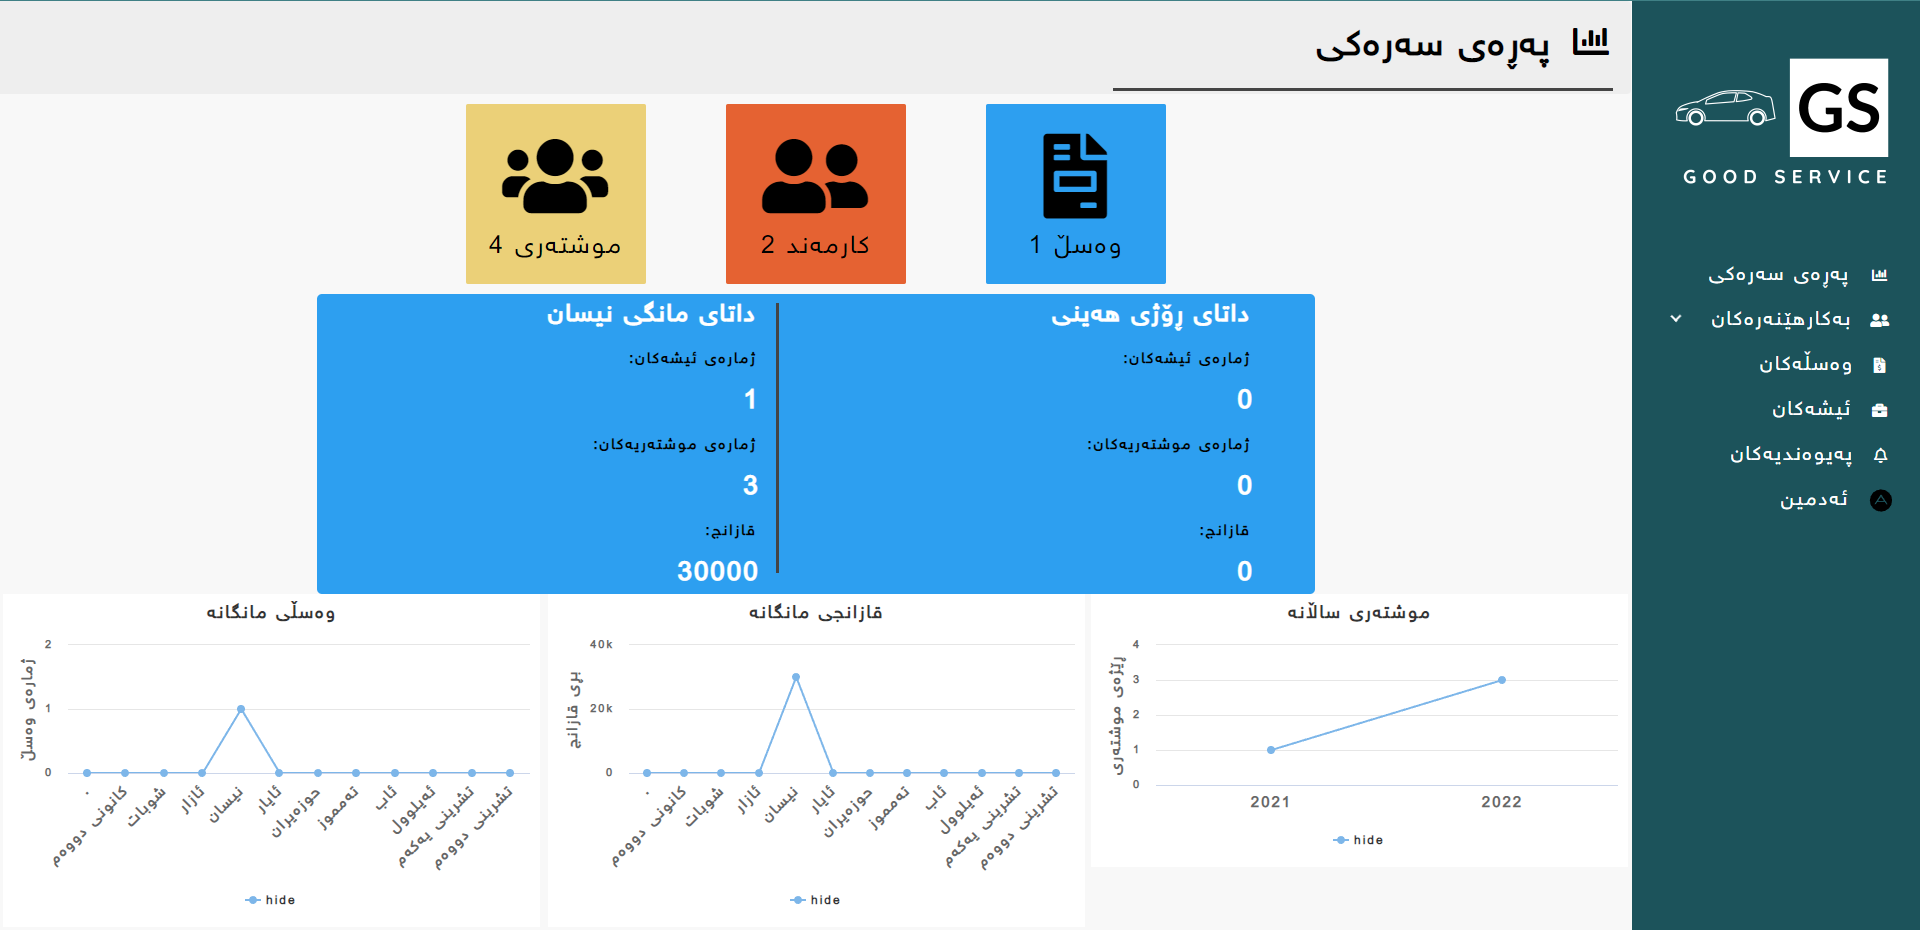 پەڕەی سەرەکی
GS
GOOD SERVICE
پەڕەی سەرەکی
بەکارهێنەرەکان
وەسڵەکان
ئیشەکان
پەیوەندیەکان
ئەدمین
وەسڵ 1
کارمەند 2
موشتەری 4
داتای ڕۆژی هەینی
ژمارەی ئیشەکان:
0
ژمارەی موشتەریەکان:
0
قازانج:
0
داتای مانگی نیسان
ژمارەی ئیشەکان:
1
ژمارەی موشتەریەکان:
3
قازانج:
30000
موشتەری ساڵانە
ڕێژەی موشتەری
4
3
2
1
0
2021
2022
hide
قازانجی مانگانە
بڕی قازانج
40k
20k
0
.
کانونی دووەم
شوبات
ئازار
نیسان
ئایار
حوزەیران
تەمموز
ئاب
ئەیلوول
تشرینی یەکەم
تشرینی دووەم
hide
وەسڵی مانگانە
ژمارەی وەسڵ
2
1
0
.
کانونی دووەم
شوبات
ئازار
نیسان
ئایار
حوزەیران
تەمموز
ئاب
ئەیلوول
تشرینی یەکەم
تشرینی دووەم
hide